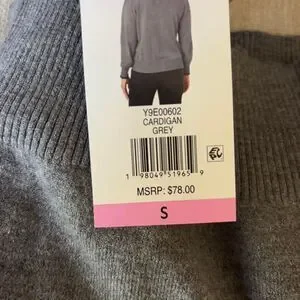 Y9E00602
CARDIGAN
GREY
1 98049 51965 9
MSRP: $78.00
S